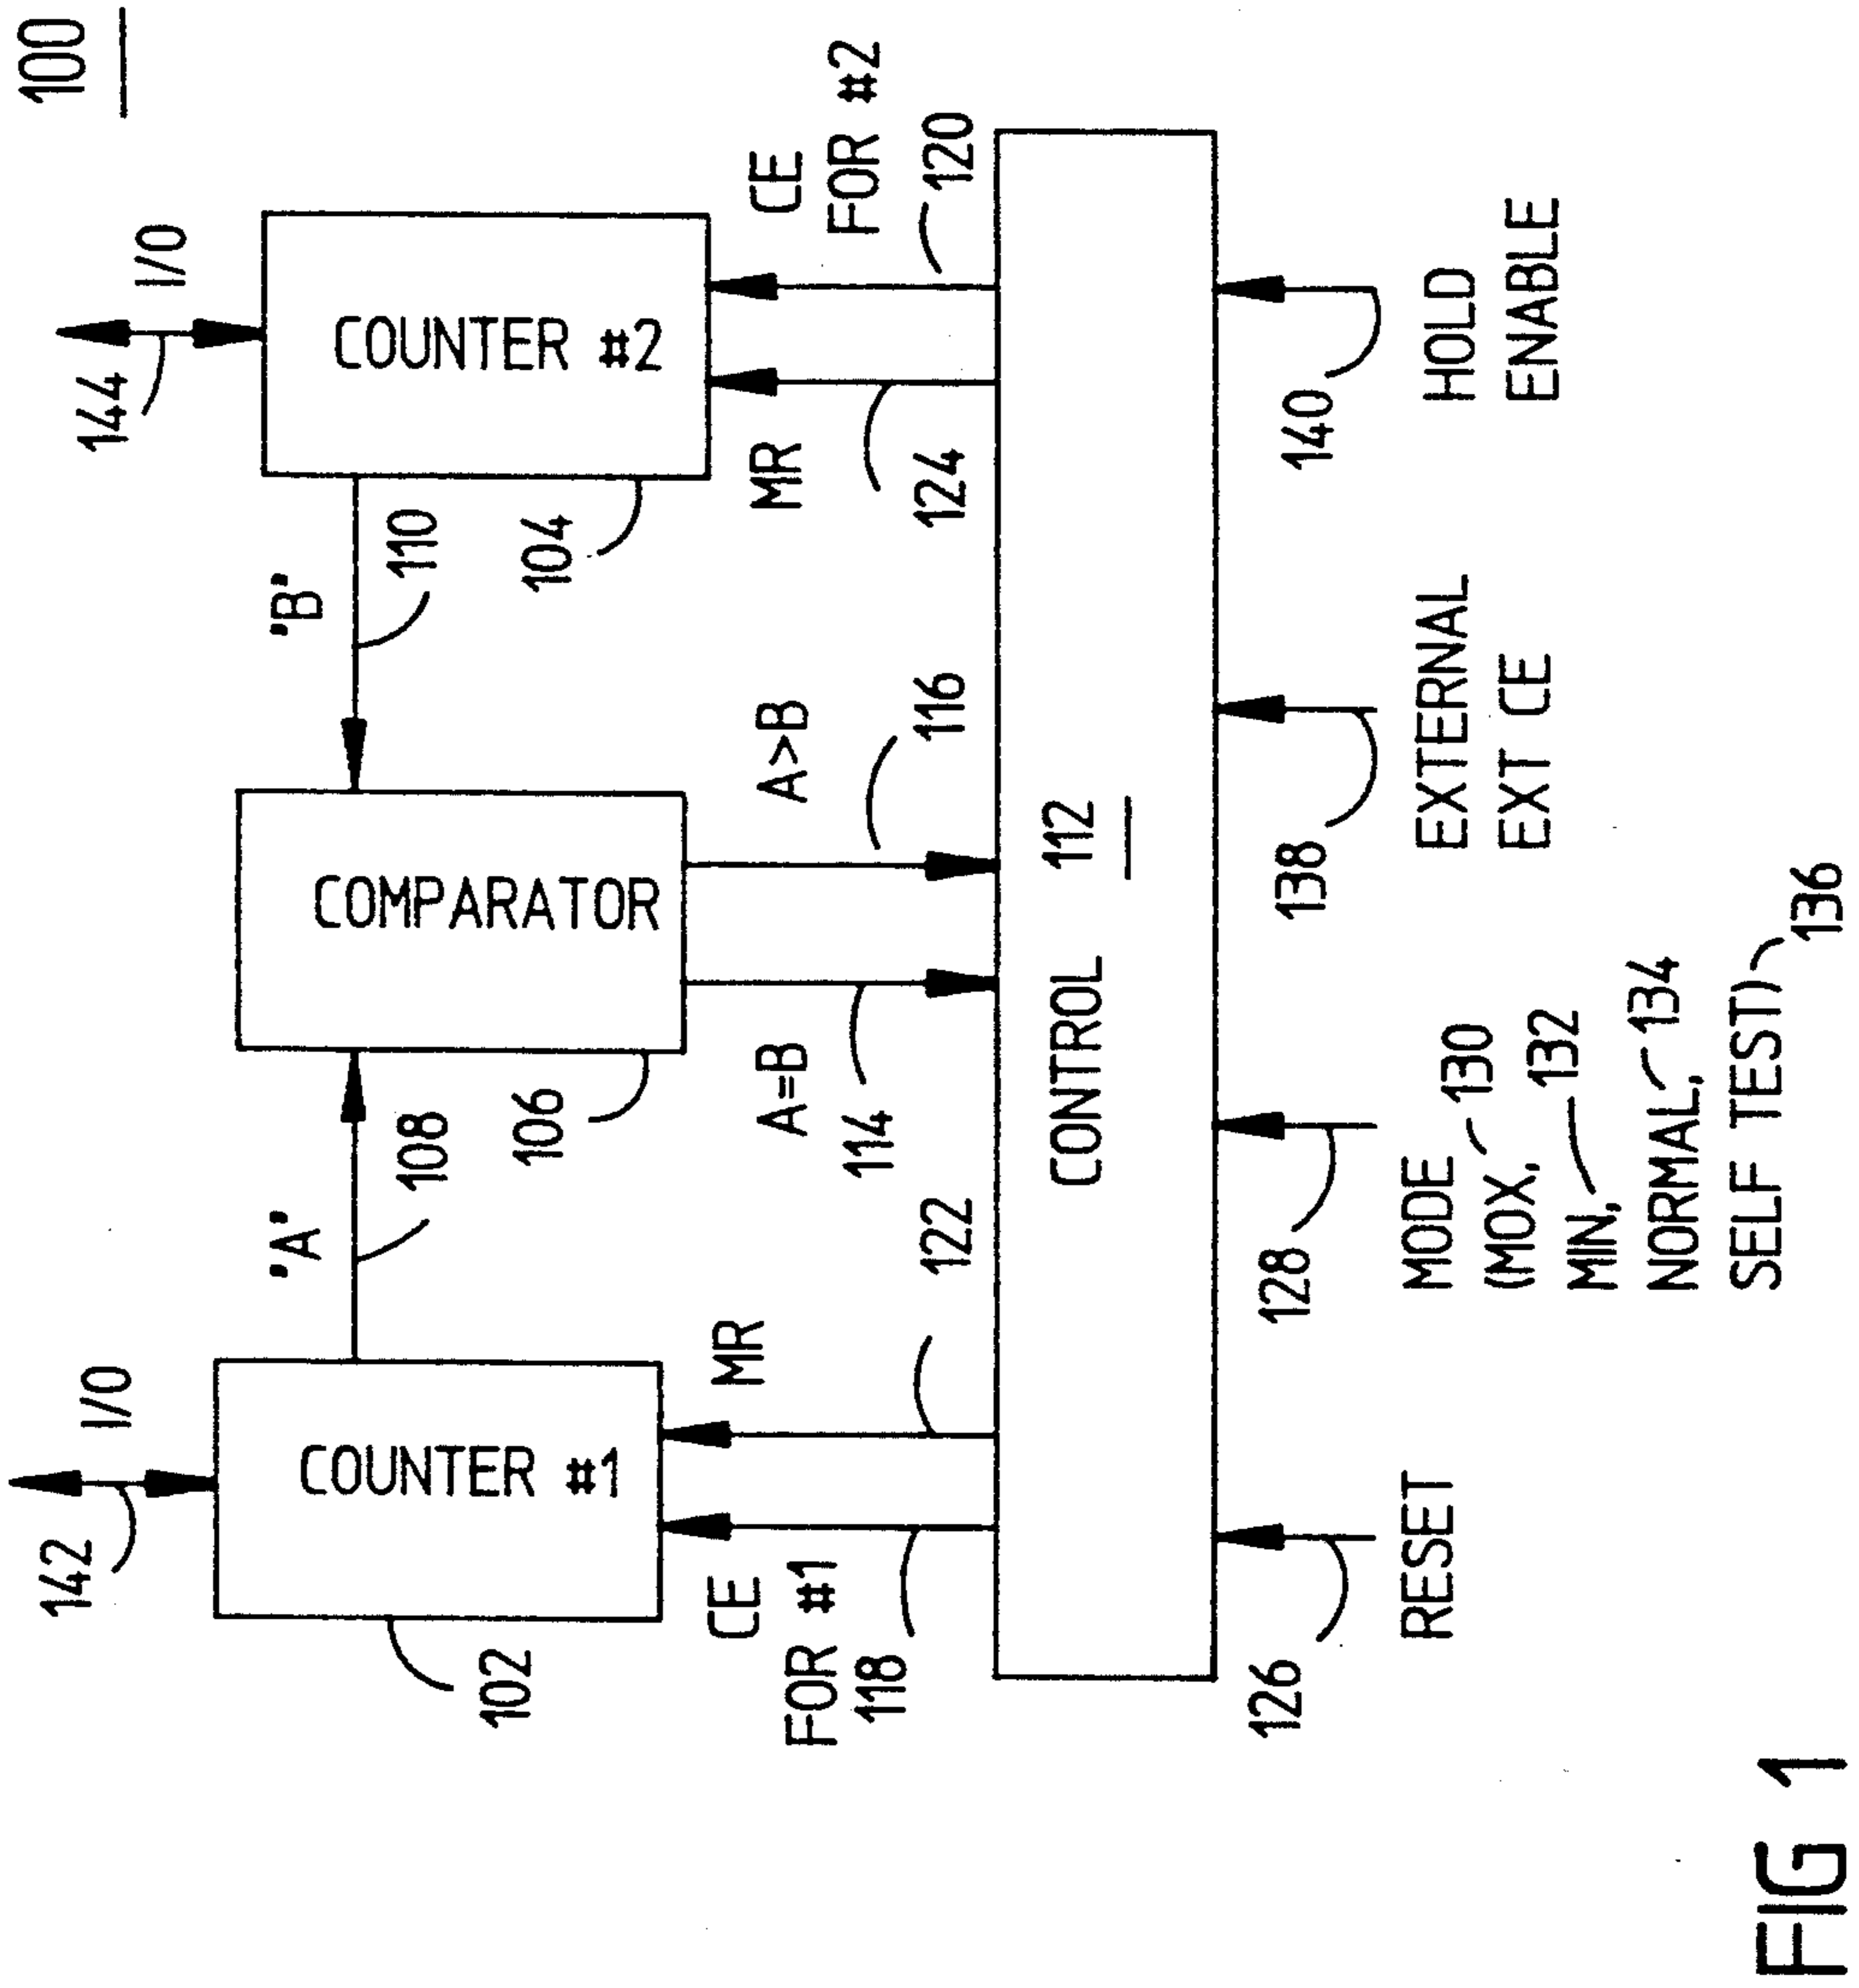 100
I/O
142
I/O
144
COUNTER #1
102
"A"
108
COMPARATOR
106
"B"
110
COUNTER #2
104
CE
FOR #1
118
MR
122
A=B
114
A>B
116
MR
124
CE
FOR #2
120
CONTROL
112
126
RESET
128
MODE
(MOX, 130
MIN, 132
NORMAL, 134
SELF TEST) 136
138
EXTERNAL
EXT CE
140
HOLD
ENABLE
FIG 1